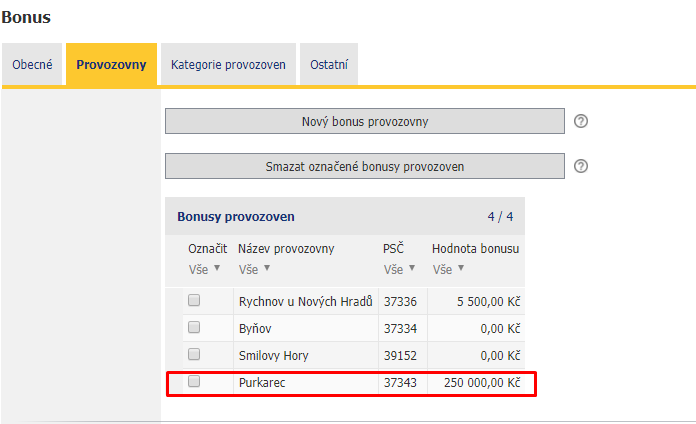 Bonus
Obecné Provozovny Kategorie provozoven Ostatní
Nový bonus provozovny ?
Smazat označené bonusy provozoven ?
Bonusy provozoven 4 / 4
Označit Název provozovny PSČ Hodnota bonusu
Vše Vše Vše Vše
Rychnov u Nových Hradů 37336 5 500,00 Kč
Byňov 37334 0,00 Kč
Smilovy Hory 39152 0,00 Kč
Purkarec 37343 250 000,00 Kč